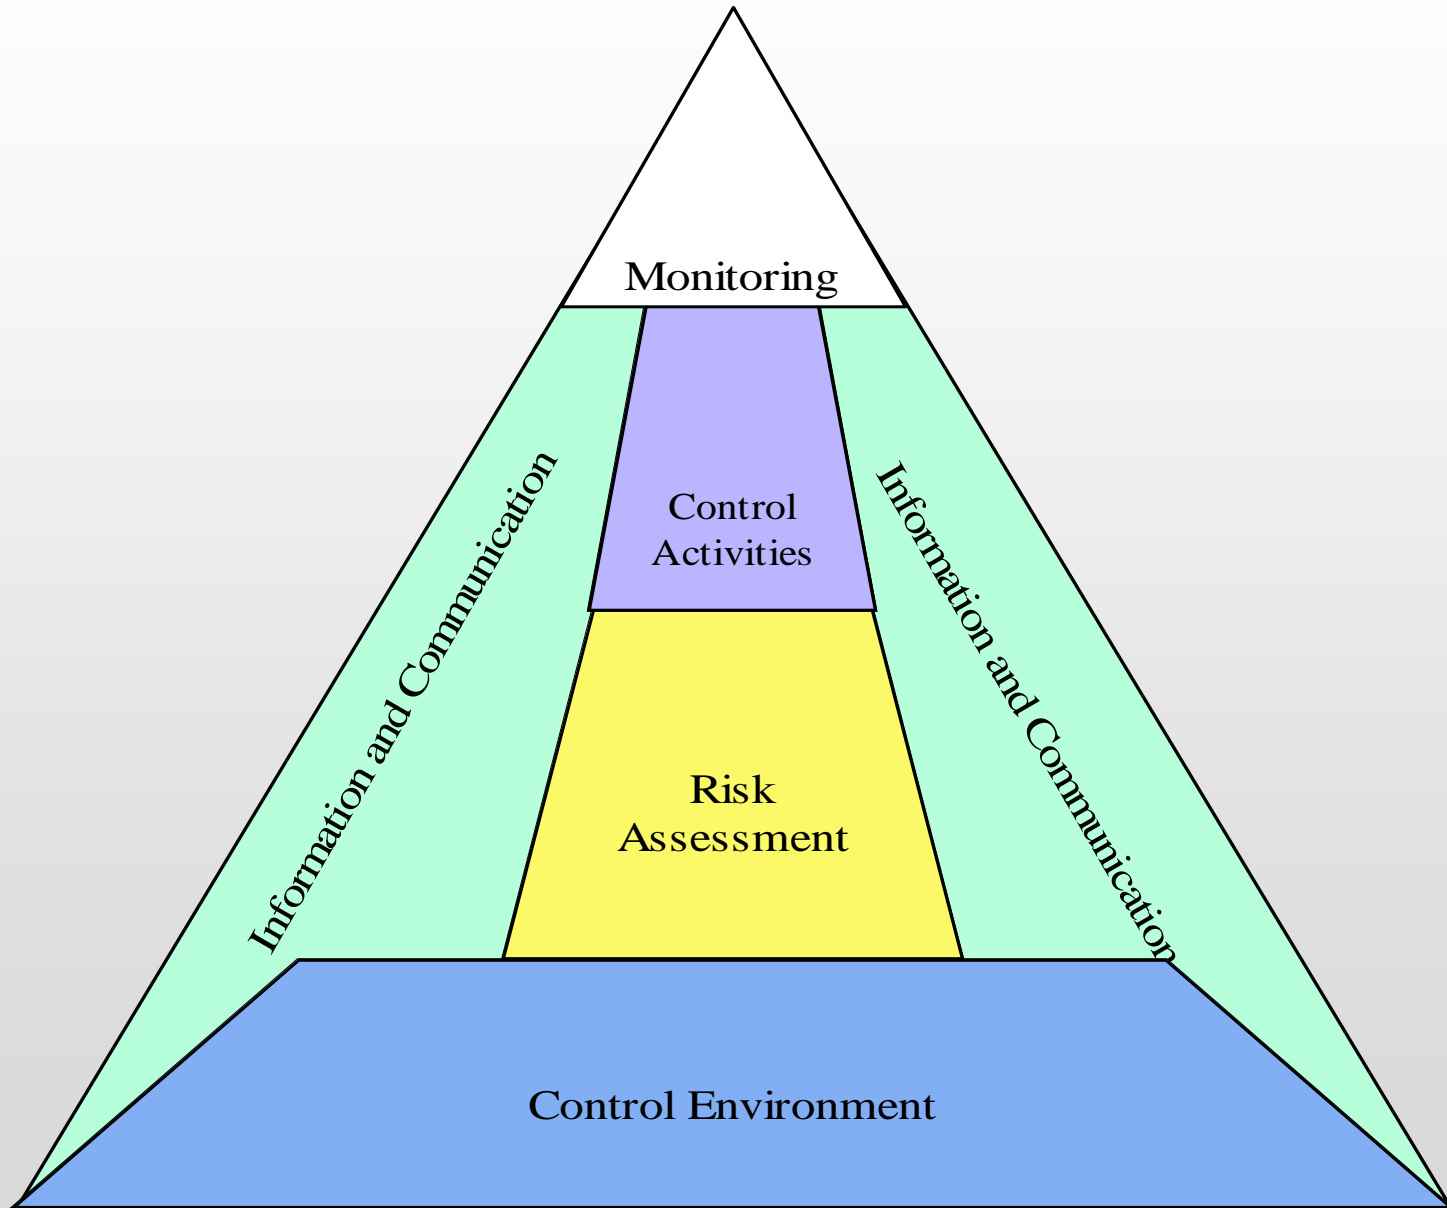 Monitoring
Control
Activities
Information and Communication
Information and Communication
Risk
Assessment
Control Environment